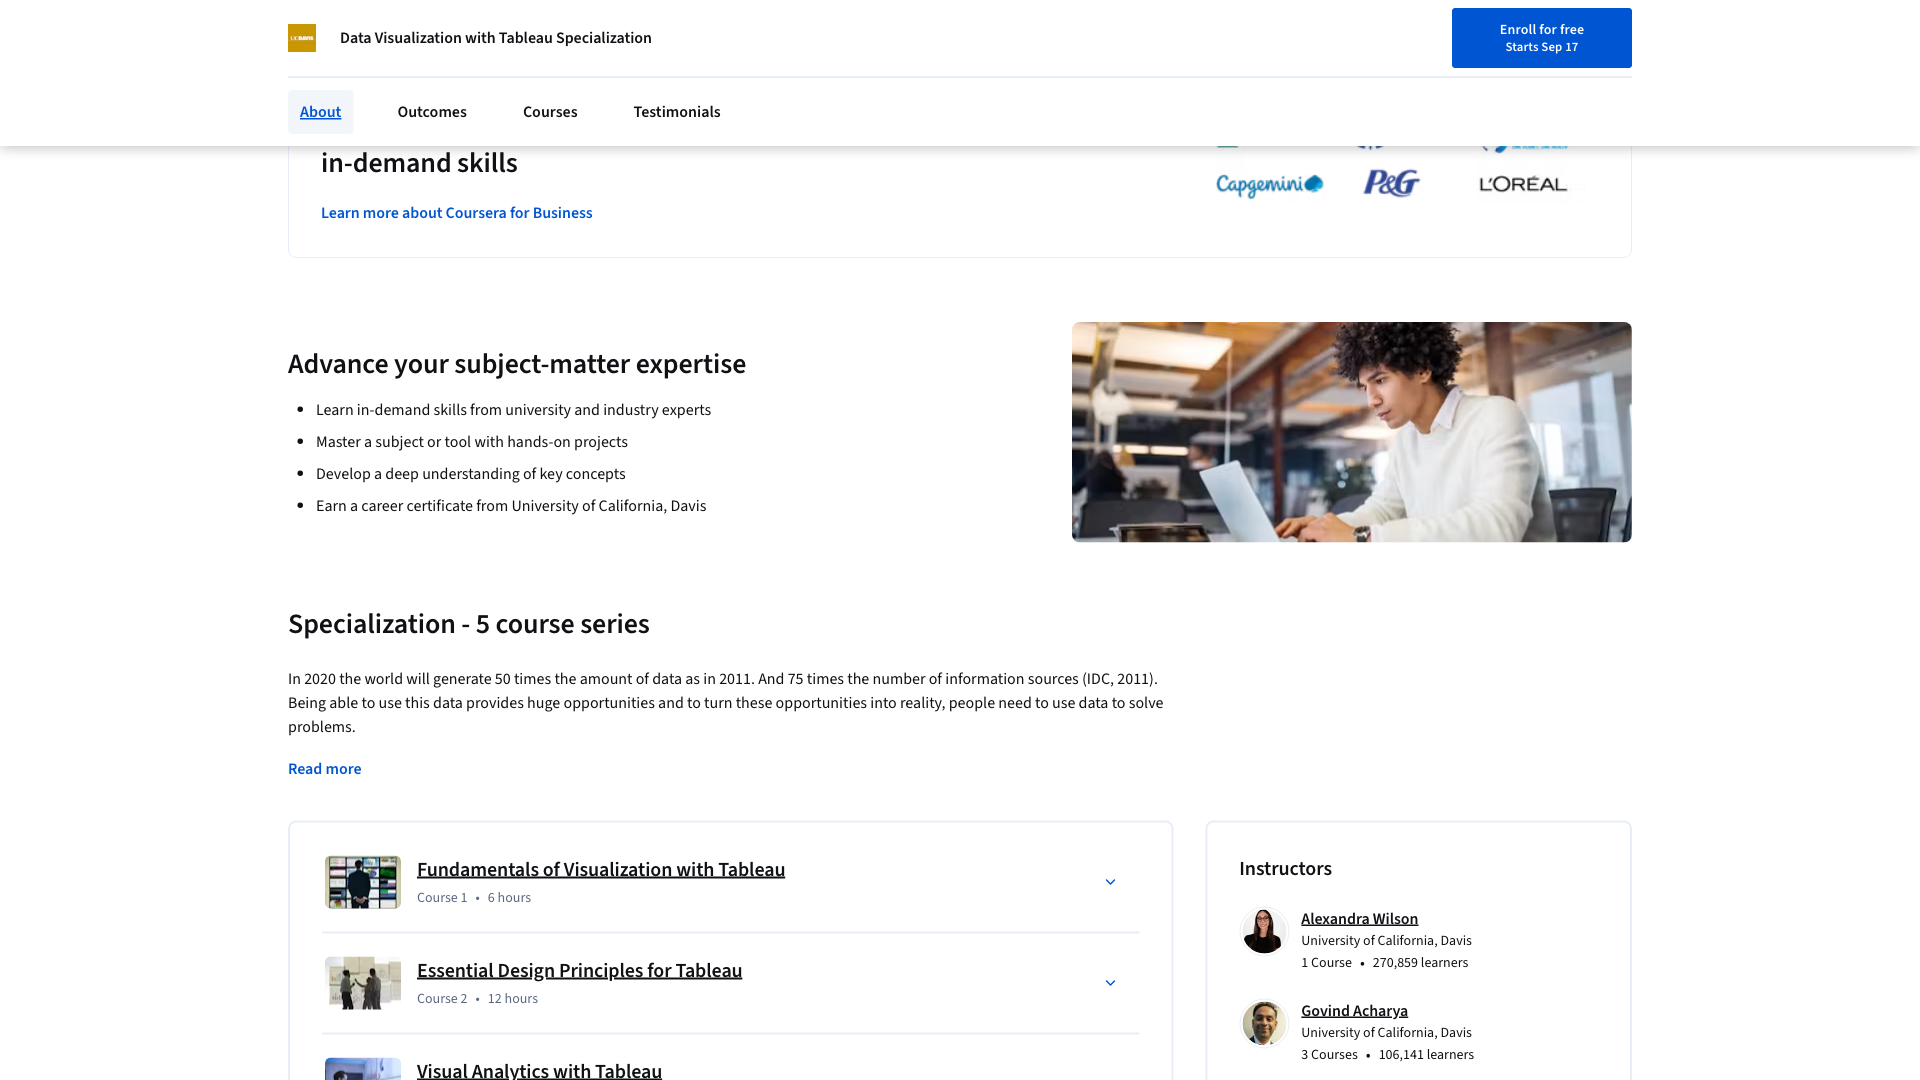 UCDAVIS
Data Visualization with Tableau Specialization
Enroll for free
Starts Sep 17
About
Outcomes
Courses
Testimonials
in-demand skills
Capgemini
P&G
L'ORÉAL
Learn more about Coursera for Business
Advance your subject-matter expertise
• Learn in-demand skills from university and industry experts
• Master a subject or tool with hands-on projects
• Develop a deep understanding of key concepts
• Earn a career certificate from University of California, Davis
Specialization - 5 course series
In 2020 the world will generate 50 times the amount of data as in 2011. And 75 times the number of information sources (IDC, 2011).
Being able to use this data provides huge opportunities and to turn these opportunities into reality, people need to use data to solve
problems.
Read more
Fundamentals of Visualization with Tableau
Course 1 • 6 hours
Essential Design Principles for Tableau
Course 2 • 12 hours
Visual Analytics with Tableau
Instructors
Alexandra Wilson
University of California, Davis
1 Course • 270,859 learners
Govind Acharya
University of California, Davis
3 Courses • 106,141 learners